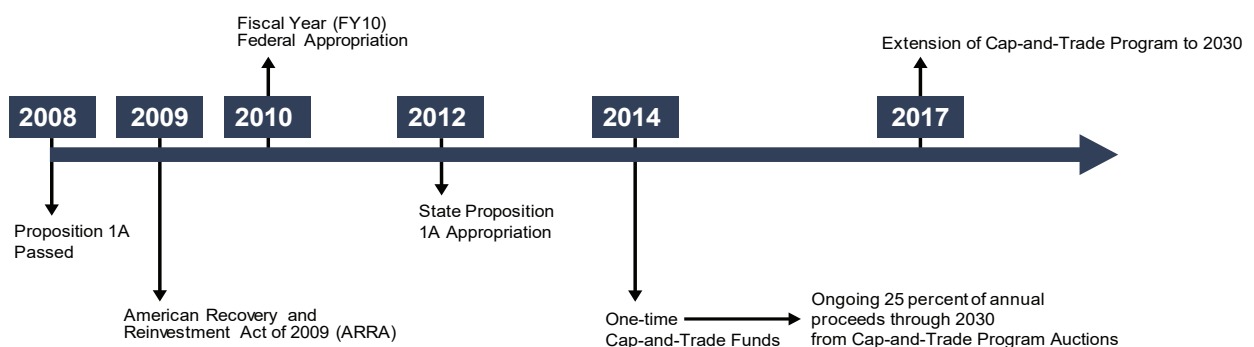 Fiscal Year (FY10)
Federal Appropriation
Extension of Cap-and-Trade Program to 2030
2008
2009
2010
2012
2014
2017
Proposition 1A
Passed
State Proposition
1A Appropriation
American Recovery and
Reinvestment Act of 2009 (ARRA)
One-time
Cap-and-Trade Funds
Ongoing 25 percent of annual
proceeds through 2030
from Cap-and-Trade Program Auctions